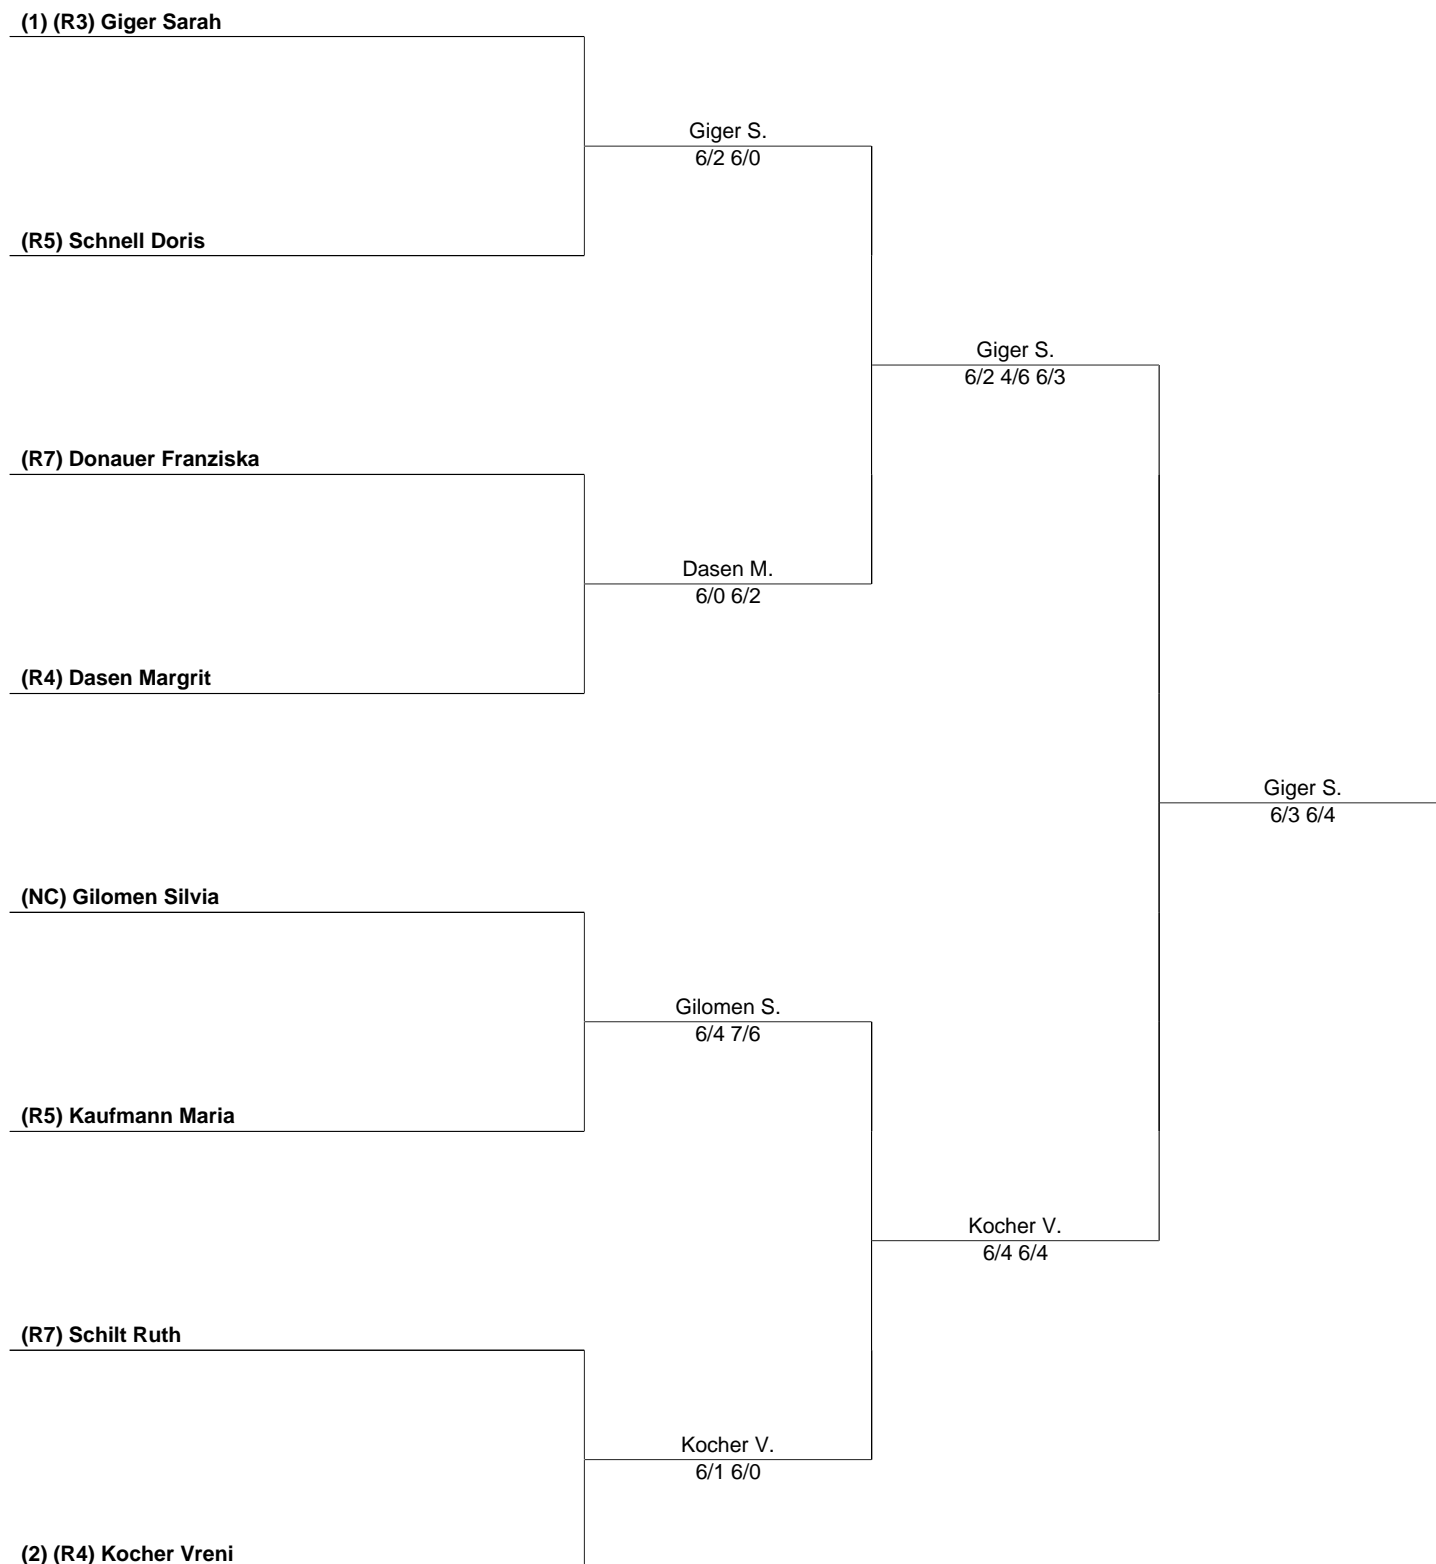 (1) (R3) Giger Sarah
Giger S.
6/2 6/0
(R5) Schnell Doris
Giger S.
6/2 4/6 6/3
(R7) Donauer Franziska
Dasen M.
6/0 6/2
(R4) Dasen Margrit
Giger S.
6/3 6/4
(NC) Gilomen Silvia
Gilomen S.
6/4 7/6
(R5) Kaufmann Maria
Kocher V.
6/4 6/4
(R7) Schilt Ruth
Kocher V.
6/1 6/0
(2) (R4) Kocher Vreni